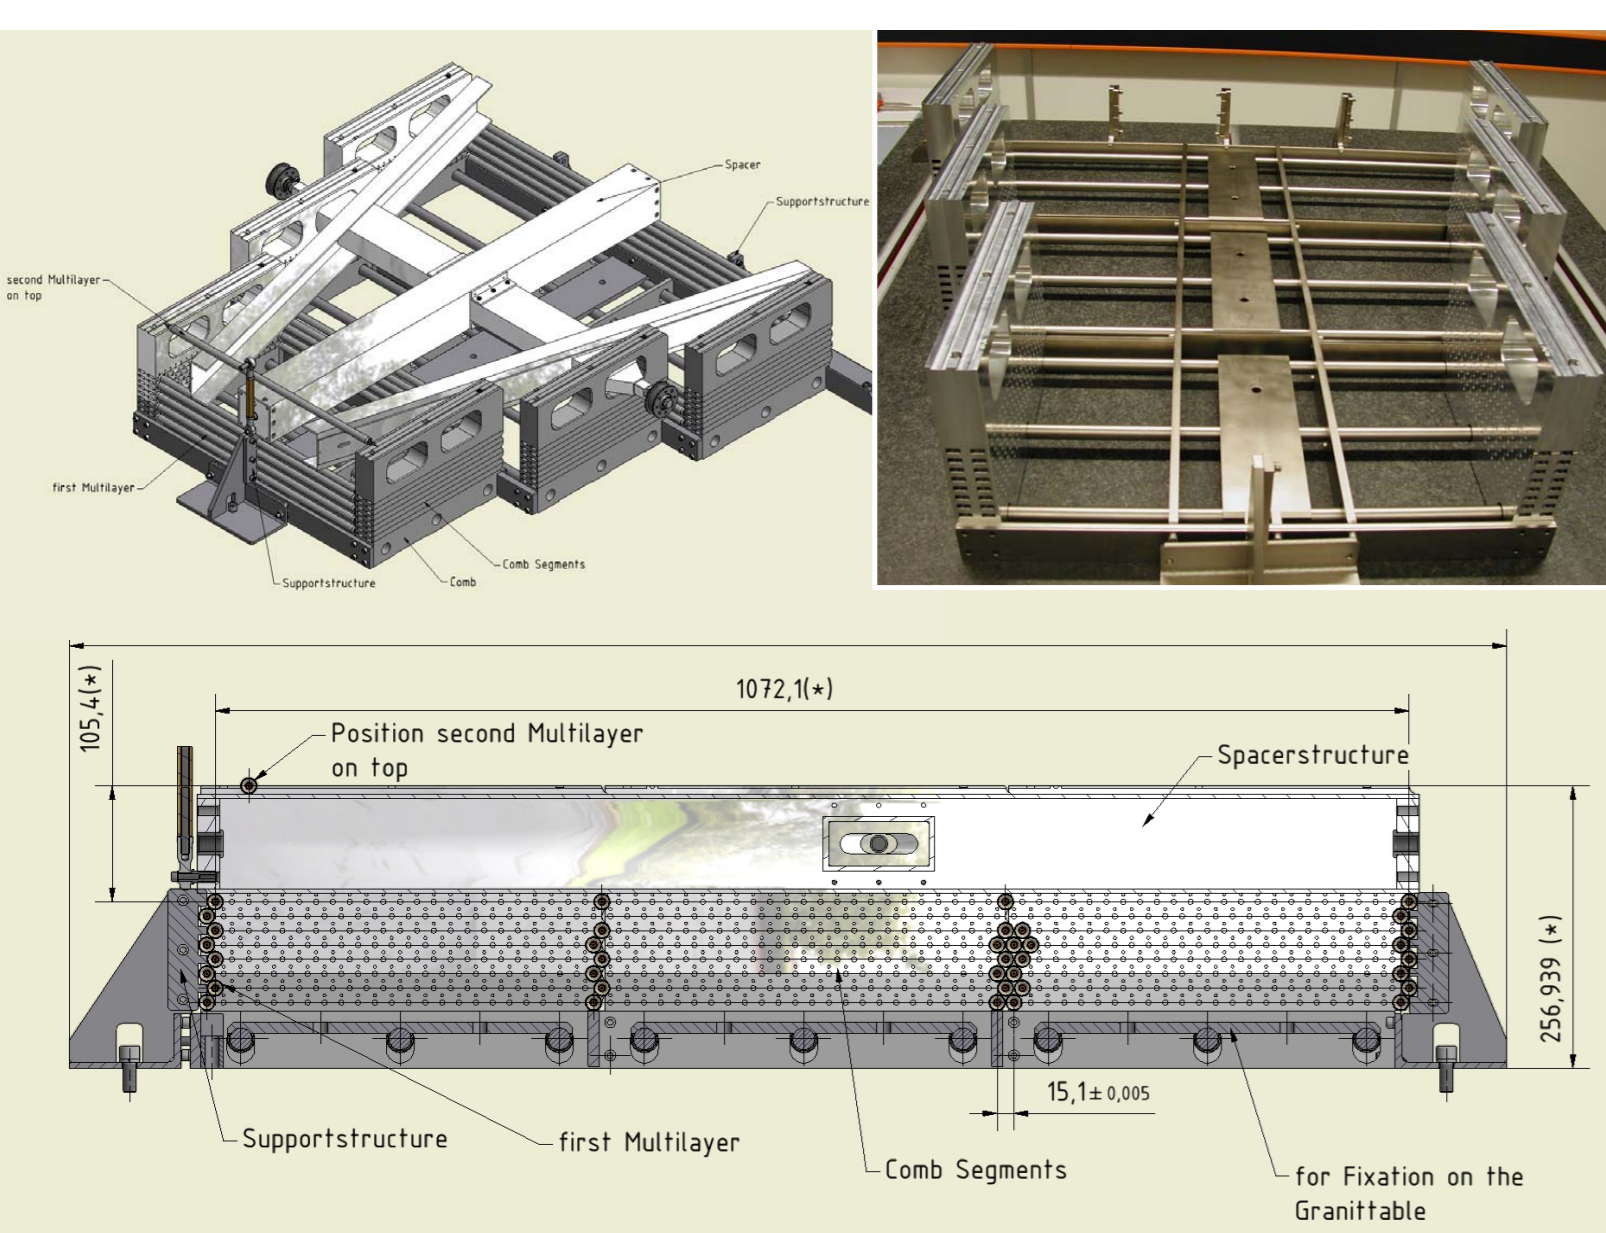 Spacer
Supportstructure
second Multilayer
on top
first Multilayer
Supportstructure
Comb
Comb Segments
105,4(*)
1072,1(*)
Position second Multilayer
on top
Spacerstructure
256,939 (*)
15,1± 0,005
Supportstructure
first Multilayer
Comb Segments
for Fixation on the
Granittable